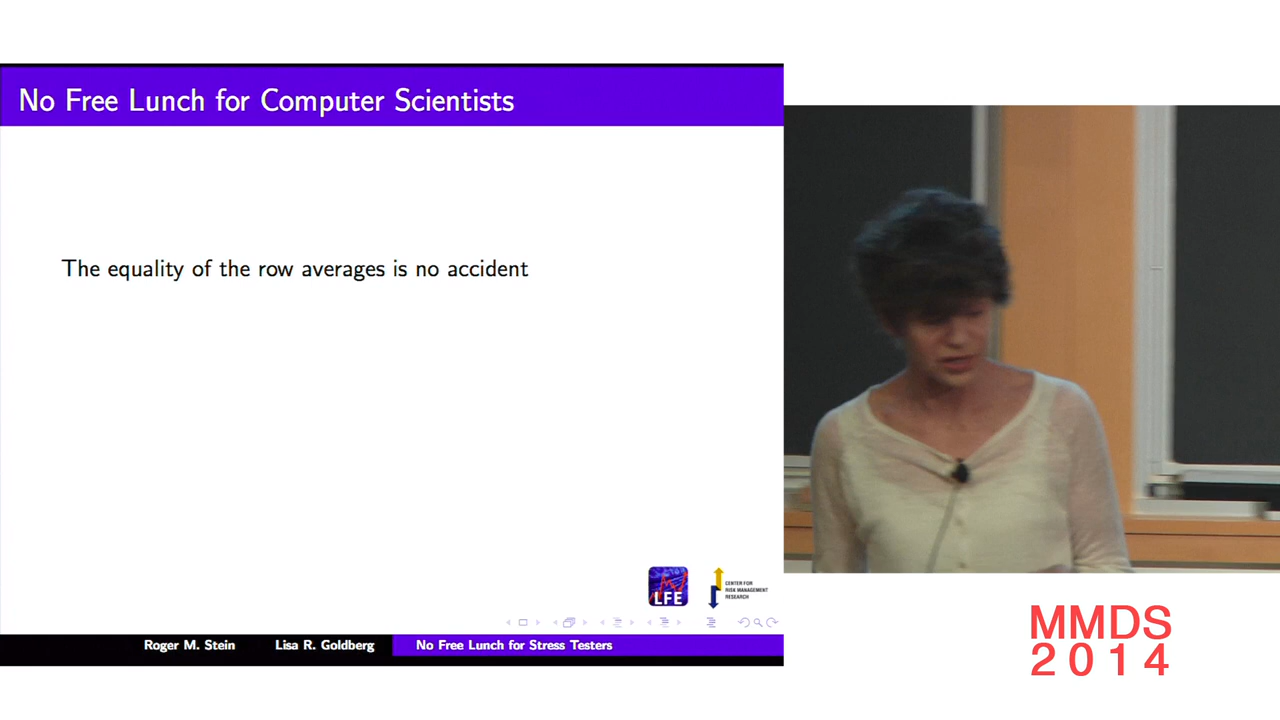 No Free Lunch for Computer Scientists
The equality of the row averages is no accident
LFE
CENTER FOR
RISK MANAGEMENT
RESEARCH
Roger M. Stein Lisa R. Goldberg No Free Lunch for Stress Testers
MMDS
2014